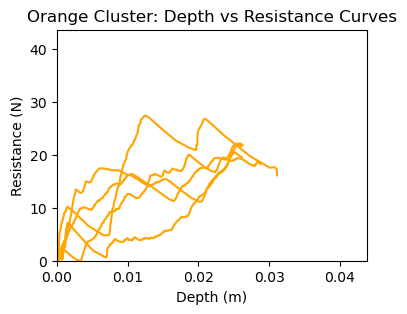 Orange Cluster: Depth vs Resistance Curves
Resistance (N)
40
30
20
10
0
0.00 0.01 0.02 0.03 0.04
Depth (m)